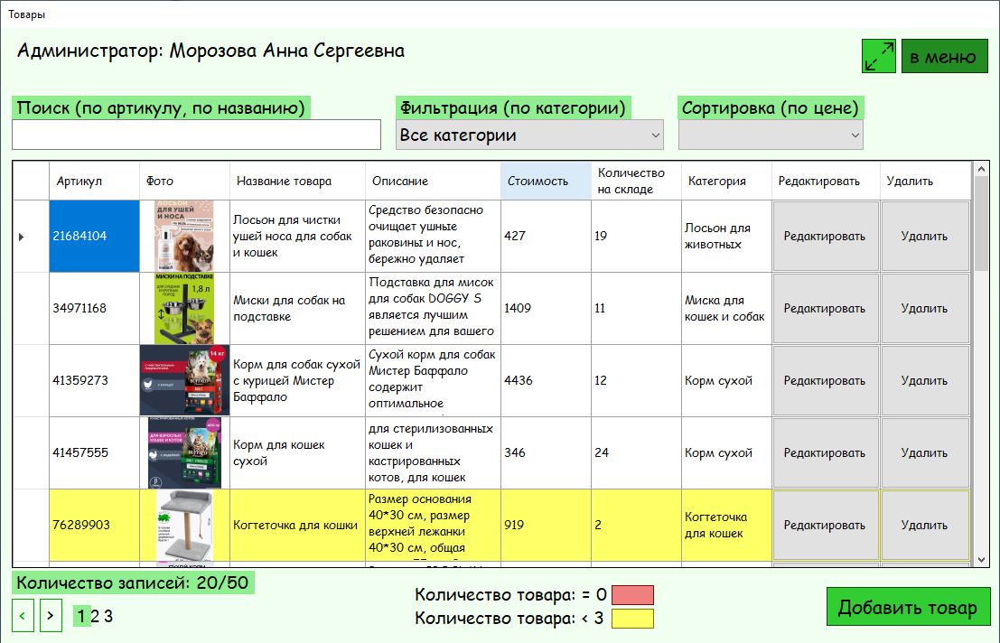 Товары
Администратор: Морозова Анна Сергеевна
в меню
Поиск (по артикулу, по названию)
Фильтрация (по категории)
Сортировка (по цене)
Все категории
Артикул
Фото
Название товара
Описание
Стоимость
Количество
на складе
Категория
Редактировать
Удалить
21684104
ЛОСЬОН
ДЛЯ УШЕЙ
И НОСА
Лосьон для чистки
ушей носа для собак
и кошек
Средство безопасно
очищает ушные
раковины и нос,
бережно удаляет
427
19
Лосьон для
животных
Редактировать
Удалить
34971168
МИСКИ НА ПОДСТАВКЕ
1,8 л
Миски для собак на
подставке
Подставка для мисок
для собак DOGGY S
является лучшим
решением для вашего
1409
11
Миска для
кошек и собак
Редактировать
Удалить
41359273
14 кг
Корм для собак сухой
с курицей Мистер
Баффало
Сухой корм для собак
Мистер Баффало
содержит
оптимальное
4436
12
Корм сухой
Редактировать
Удалить
41457555
ДЛЯ ВЗРОСЛЫХ
КОШЕК И КОТОВ
Корм для кошек
сухой
для стерилизованных
кошек и
кастрированных
котов, для кошек
346
24
Корм сухой
Редактировать
Удалить
76289903
Когтеточка для кошки
Размер основания
40*30 см, размер
верхней лежанки
40*30 см, общая
919
2
Когтеточка
для кошек
Редактировать
Удалить
Количество записей: 20/50
< > 1 2 3
Количество товара: = 0
Количество товара: < 3
Добавить товар